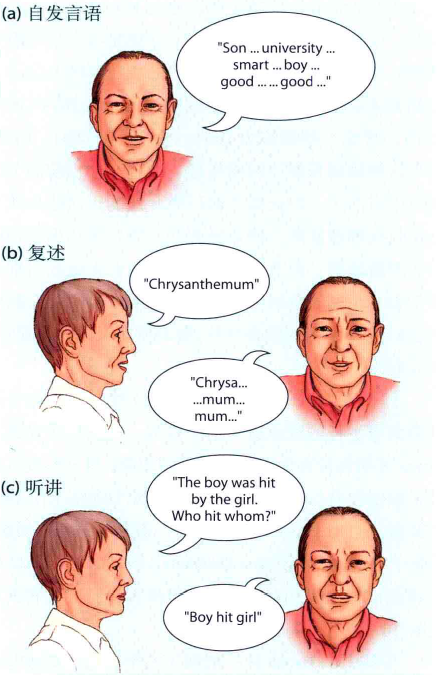 (a) 自发言语
"Son ... university ...
smart ... boy ...
good ... ... good ..."
(b) 复述
"Chrysanthemum"
"Chrysa...
...mum...
mum..."
(c) 听讲
"The boy was hit
by the girl.
Who hit whom?"
"Boy hit girl"